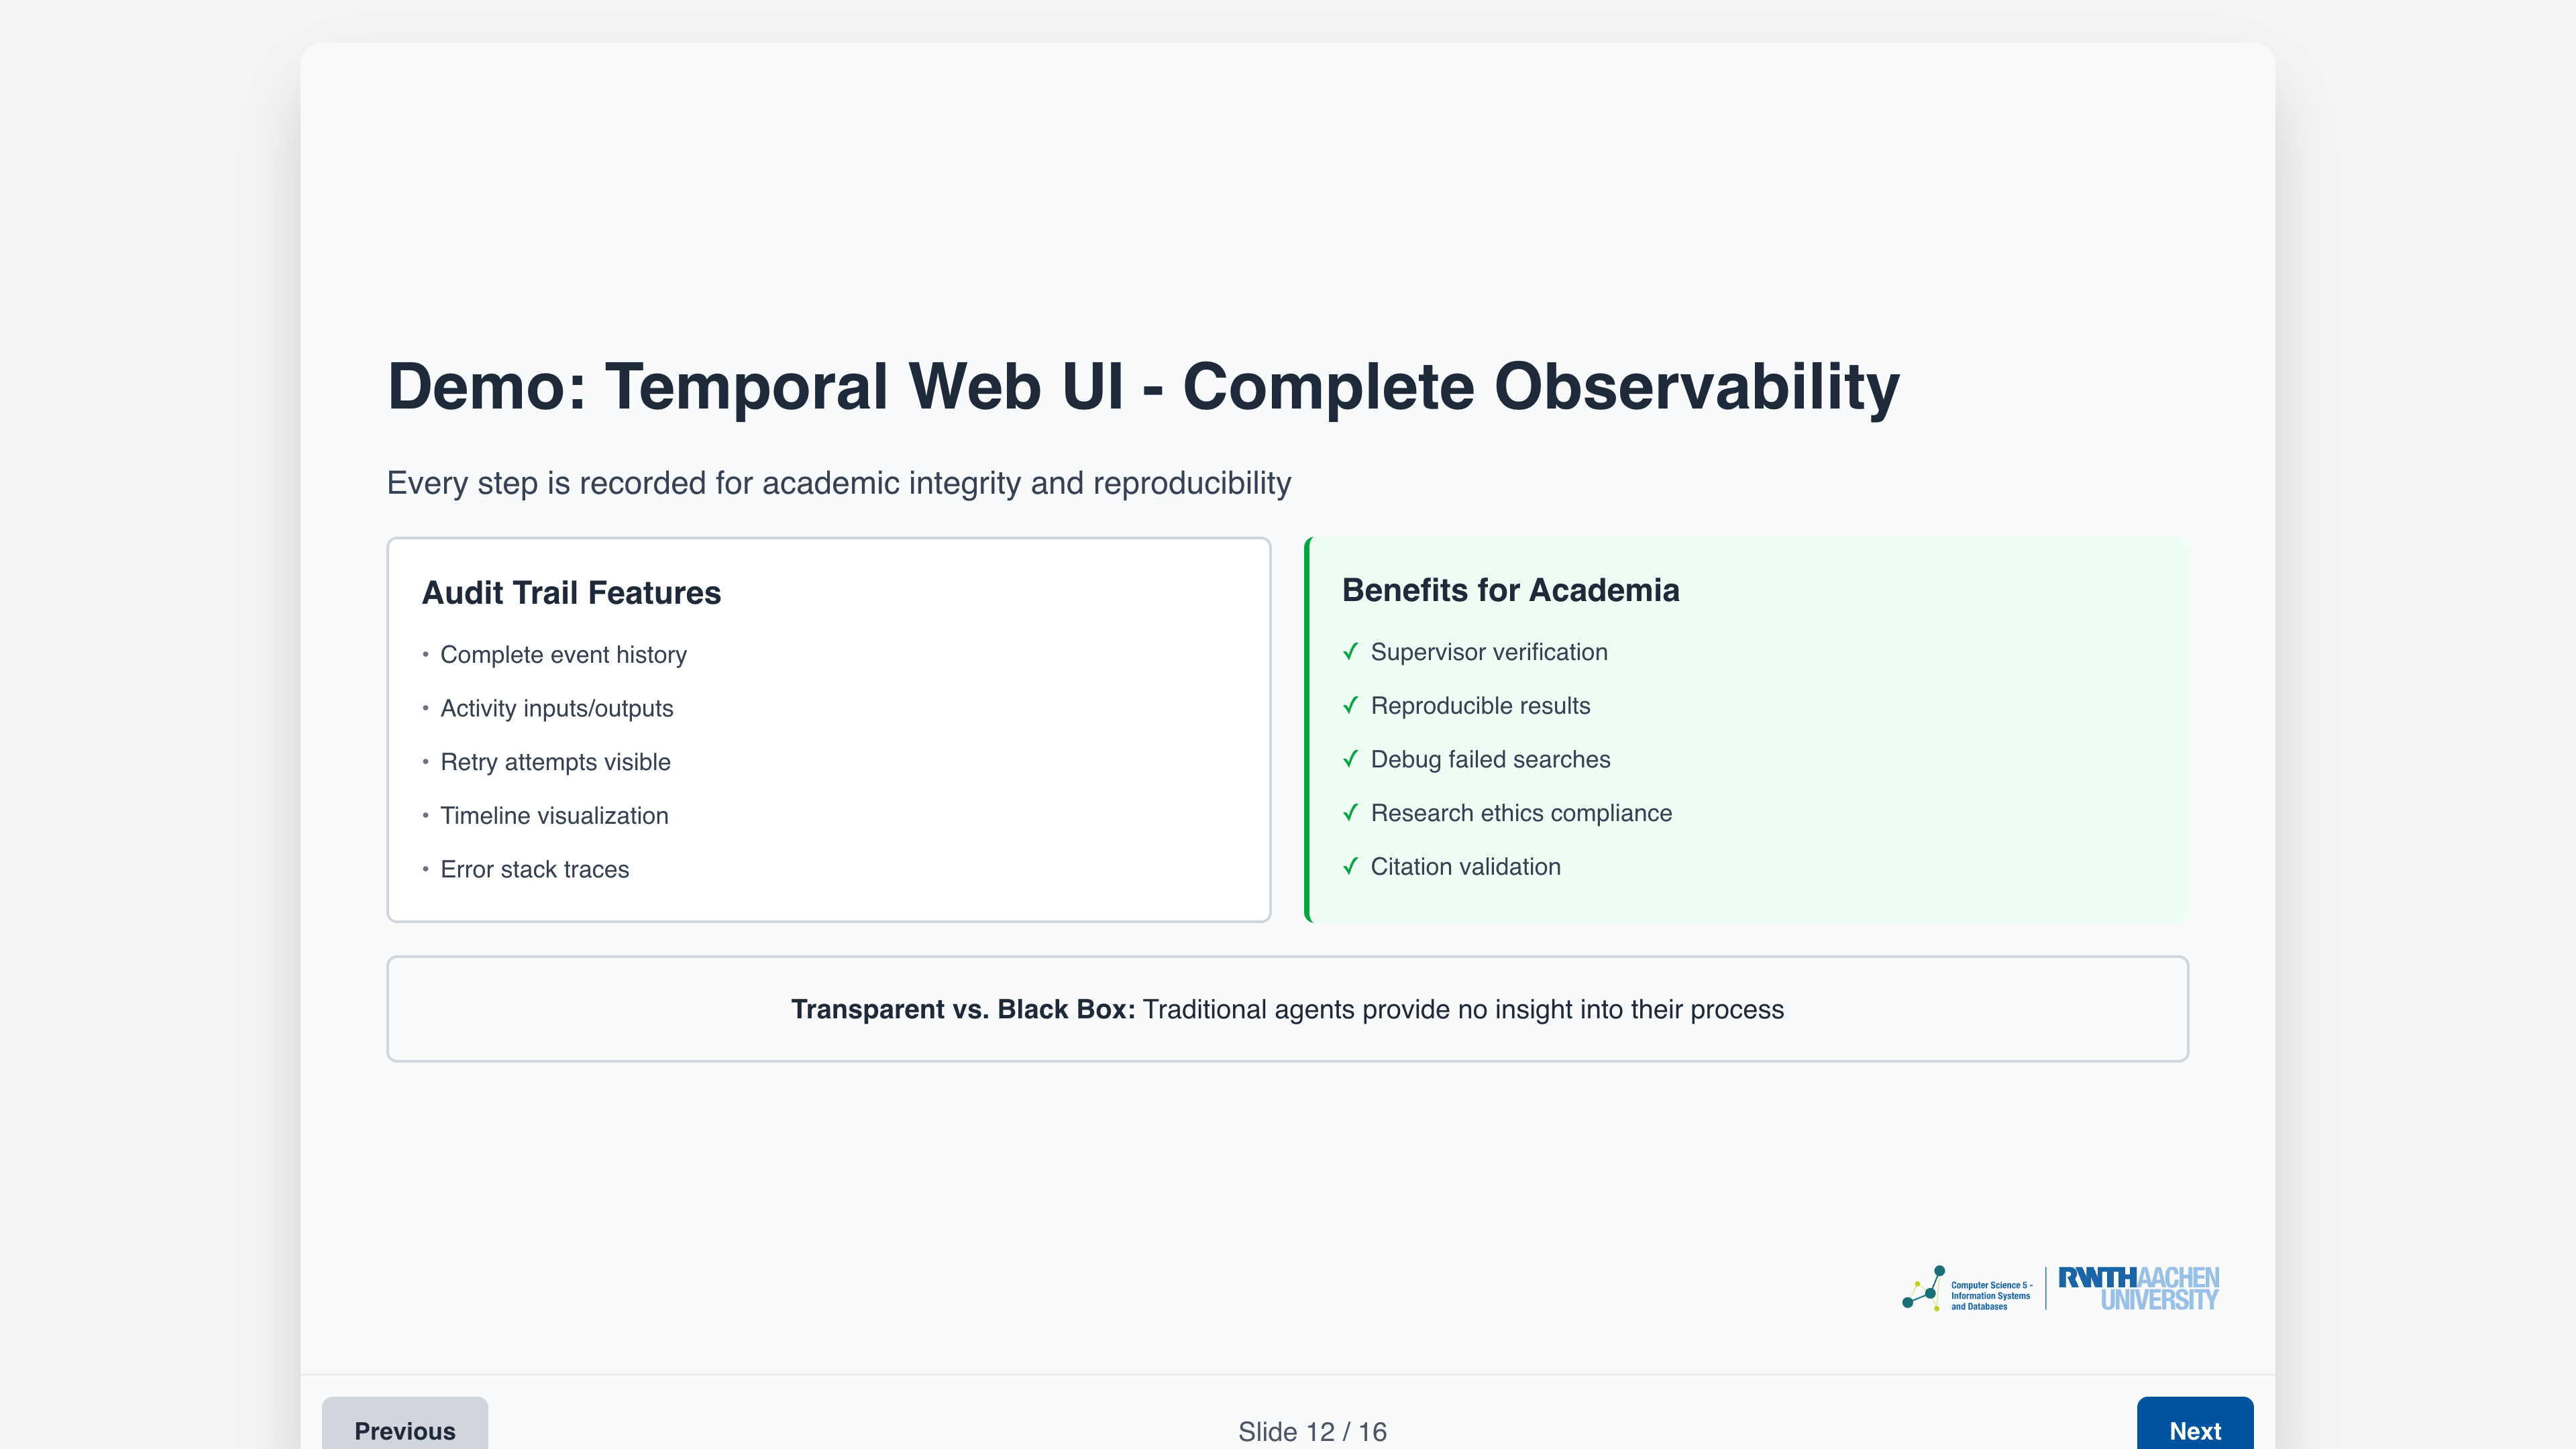 Demo: Temporal Web UI - Complete Observability
Every step is recorded for academic integrity and reproducibility
Audit Trail Features
• Complete event history
• Activity inputs/outputs
• Retry attempts visible
• Timeline visualization
• Error stack traces
Benefits for Academia
✓ Supervisor verification
✓ Reproducible results
✓ Debug failed searches
✓ Research ethics compliance
✓ Citation validation
Transparent vs. Black Box: Traditional agents provide no insight into their process
Computer Science 5 -
Information Systems
and Databases
RWTHAACHEN
UNIVERSITY
Previous
Slide 12 / 16
Next